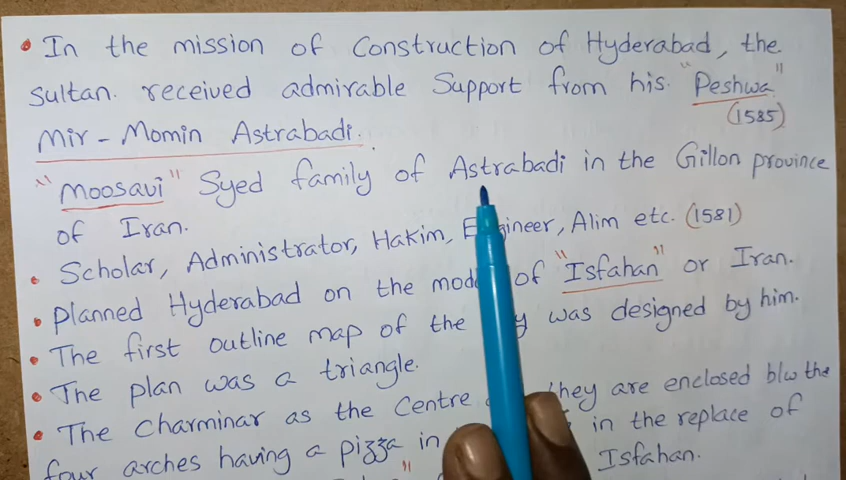 • In the mission of Construction of Hyderabad, the
Sultan. received admirable Support from his. "Peshwa"
(1585)
Mir - Momin Astrabadi.
"Moosavi" Syed family of Astrabadi in the Gillon province
of Iran.
• Scholar, Administrator, Hakim, Engineer, Alim etc. (1581)
• Planned Hyderabad on the of "Isfahan" or Iran.
• The first outline map of the was designed by him.
• The plan was a triangle.
• The Charminar as the Centre they are enclosed b/w the
four arches having a pizza in in the replace of
Isfahan.